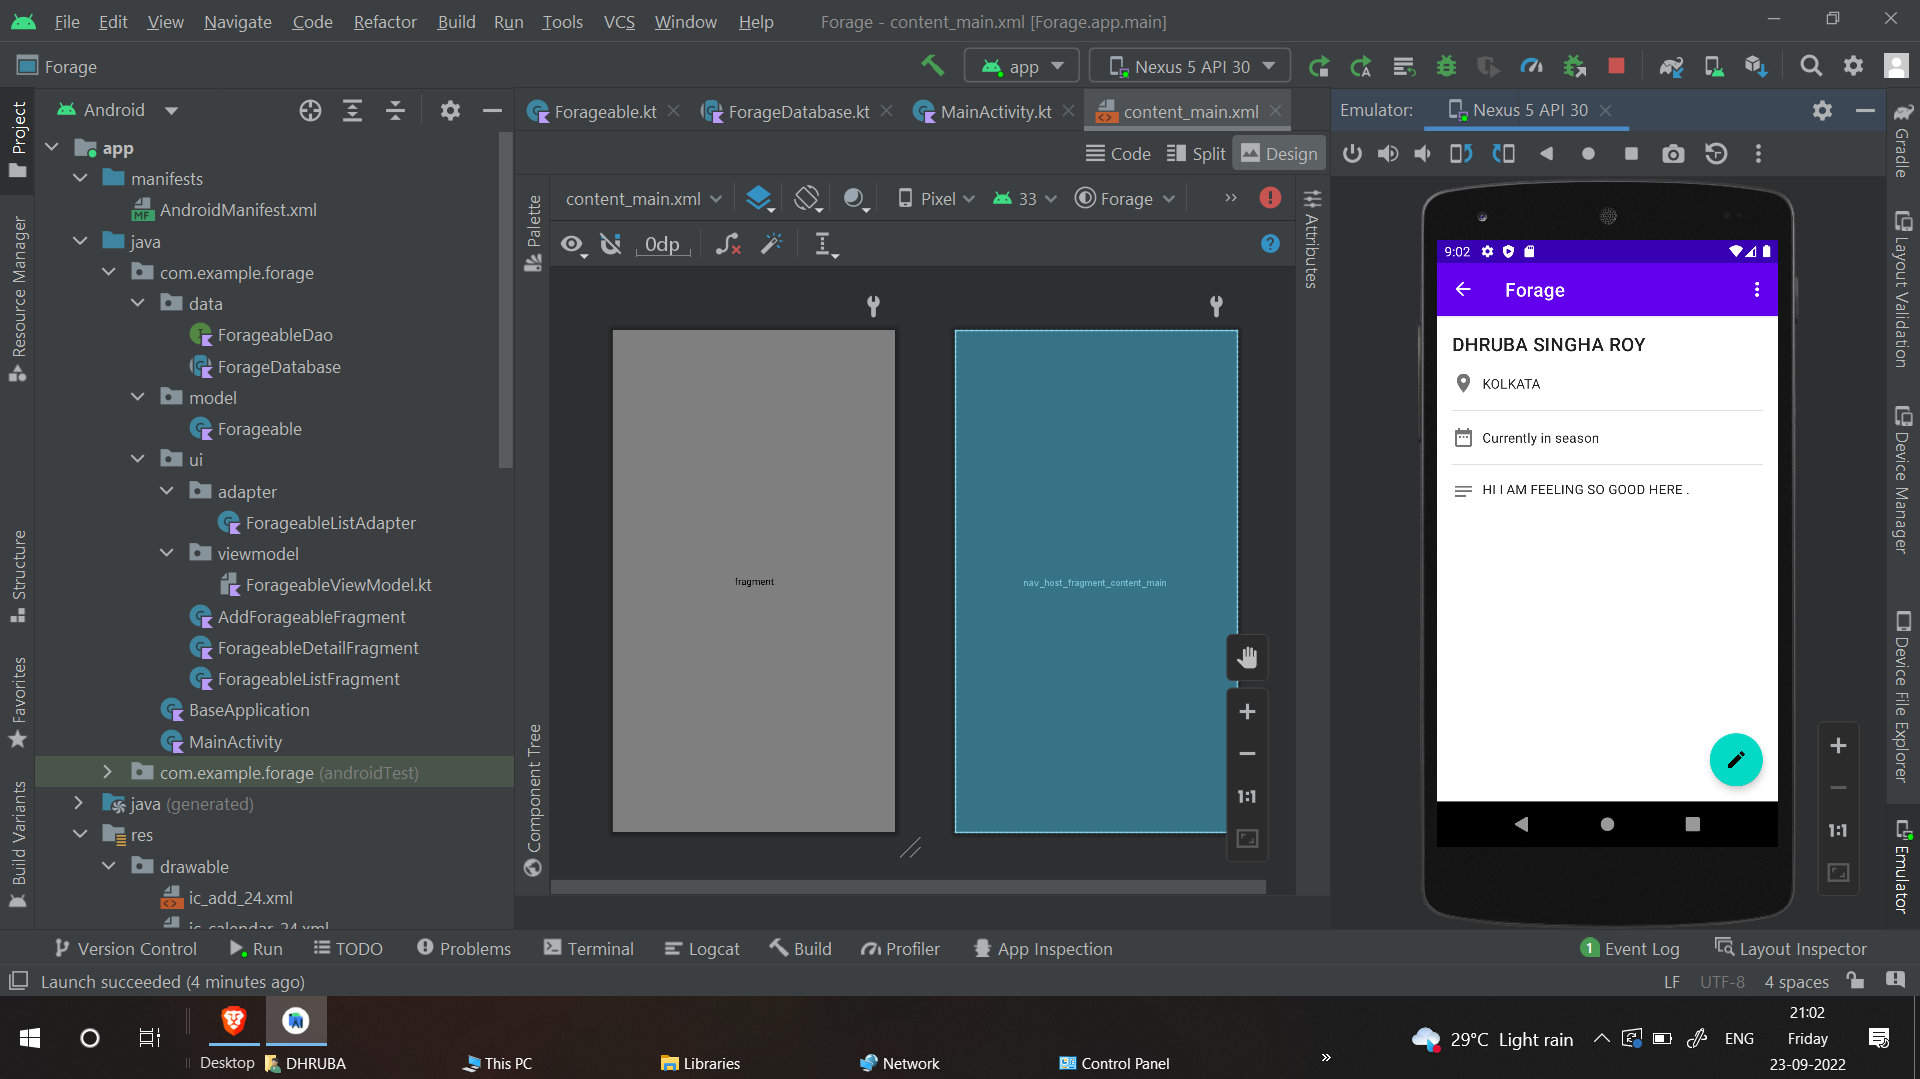 File Edit View Navigate Code Refactor Build Run Tools VCS Window Help Forage - content_main.xml [Forage.app.main]
Forage app Nexus 5 API 30
Android Forageable.kt ForageDatabase.kt MainActivity.kt content_main.xml Emulator: Nexus 5 API 30
Code Split Design
content_main.xml Pixel 33 Forage
0dp
Project
Resource Manager
Structure
Favorites
Build Variants
app
manifests
MF AndroidManifest.xml
java
com.example.forage
data
ForageableDao
ForageDatabase
model
Forageable
ui
adapter
ForageableListAdapter
viewmodel
ForageableViewModel.kt
AddForageableFragment
ForageableDetailFragment
ForageableListFragment
BaseApplication
MainActivity
com.example.forage (androidTest)
java (generated)
res
drawable
ic_add_24.xml
ic_calendar_24.xml
Palette
Component Tree
fragment
nav_host_fragment_content_main
1:1
Attributes
9:02
Forage
DHRUBA SINGHA ROY
KOLKATA
Currently in season
HI I AM FEELING SO GOOD HERE .
1:1
Gradle
Layout Validation
Device Manager
Device File Explorer
Emulator
Version Control Run TODO Problems Terminal Logcat Build Profiler App Inspection 1 Event Log Layout Inspector
Launch succeeded (4 minutes ago) LF UTF-8 4 spaces
Desktop DHRUBA This PC Libraries Network Control Panel
29°C Light rain ENG
21:02
Friday
23-09-2022